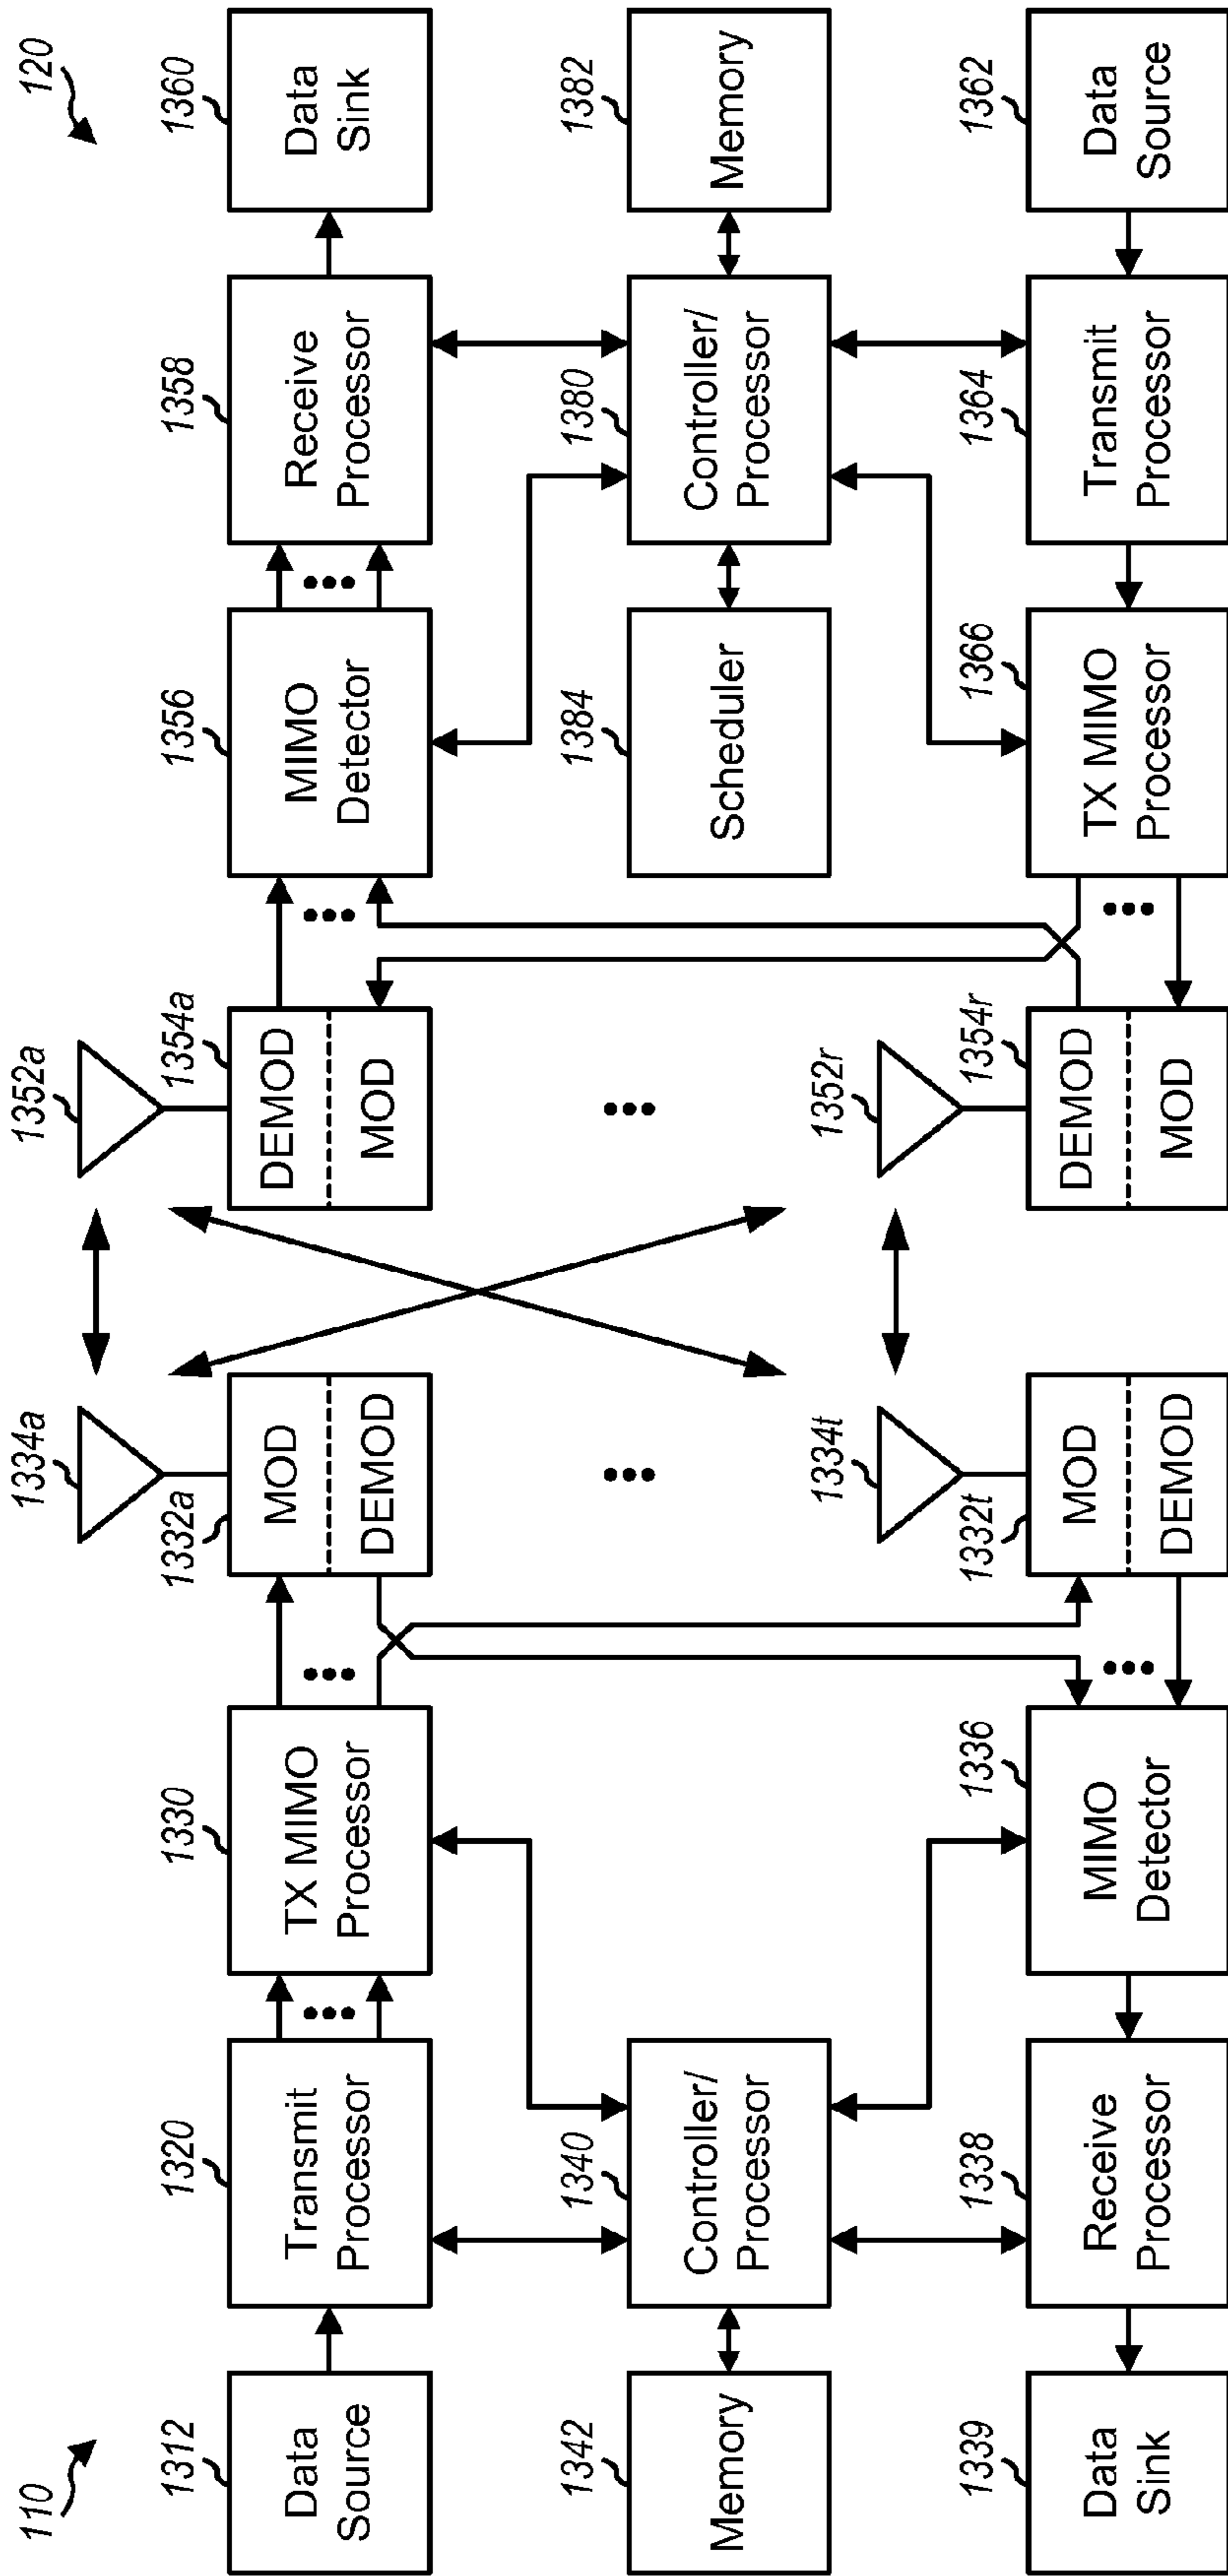 110
120
1312
Data
Source
1320
Transmit
Processor
•••
1330
TX MIMO
Processor
•••
1334a
1332a
MOD
DEMOD
1352a
1354a
DEMOD
MOD
•••
1356
MIMO
Detector
•••
1358
Receive
Processor
1360
Data
Sink
1342
Memory
1340
Controller/
Processor
•••
•••
1384
Scheduler
1380
Controller/
Processor
1382
Memory
1339
Data
Sink
1338
Receive
Processor
1336
MIMO
Detector
•••
1334t
1332t
MOD
DEMOD
1352r
1354r
DEMOD
MOD
•••
1366
TX MIMO
Processor
1364
Transmit
Processor
1362
Data
Source